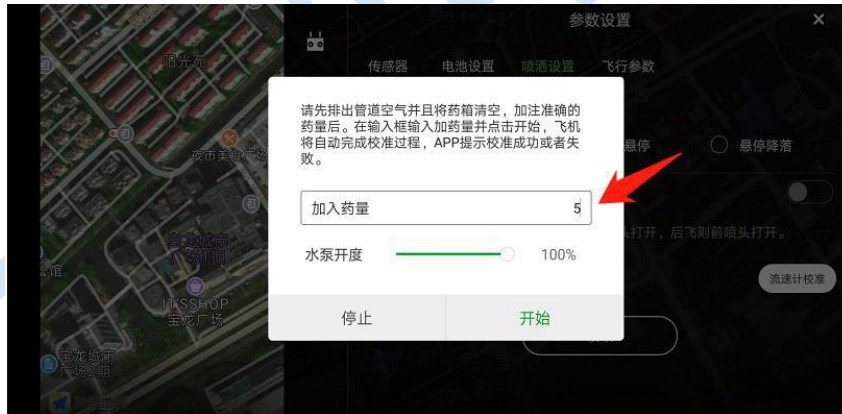 参数设置
×
阳光苑
传感器
电池设置
喷洒设置
飞行参数
请先排出管道空气并且将药箱清空，加注准确的
药量后。在输入框输入加药量并点击开始，飞机
将自动完成校准过程，APP提示校准成功或者失
败。
悬停
悬停降落
夜市美食广场
加入药量
5
头打开，后飞则前喷头打开。
宝龙城市
广场1期
水泵开度
100%
馆
流速计校准
IT'SSHOP
宝龙广场
停止
开始
宝龙城市
广场2期